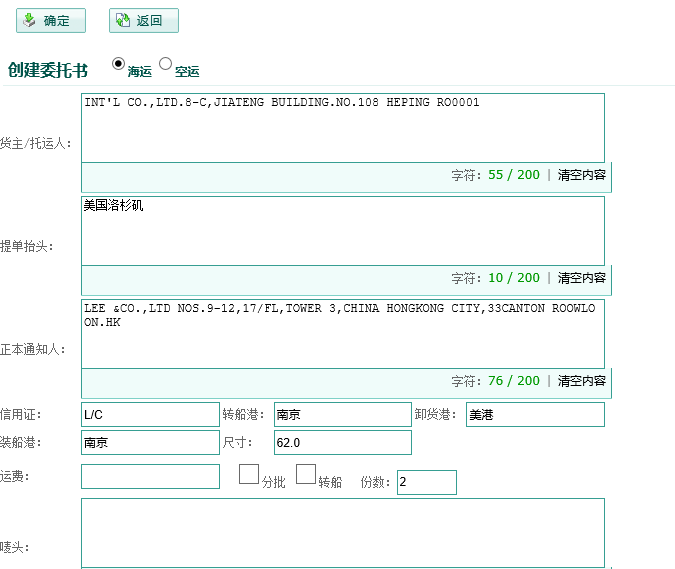 确定 返回
创建委托书 海运 空运
货主/托运人: INT'L CO.,LTD.8-C,JIATENG BUILDING.NO.108 HEPING RO0001
字符: 55 / 200 | 清空内容
提单抬头: 美国洛杉矶
字符: 10 / 200 | 清空内容
正本通知人: LEE &CO.,LTD NOS.9-12,17/FL,TOWER 3,CHINA HONGKONG CITY,33CANTON ROOWLO
ON.HK
字符: 76 / 200 | 清空内容
信用证: L/C 转船港: 南京 卸货港: 美港
装船港: 南京 尺寸: 62.0
运费: 分批 转船 份数: 2
唛头: